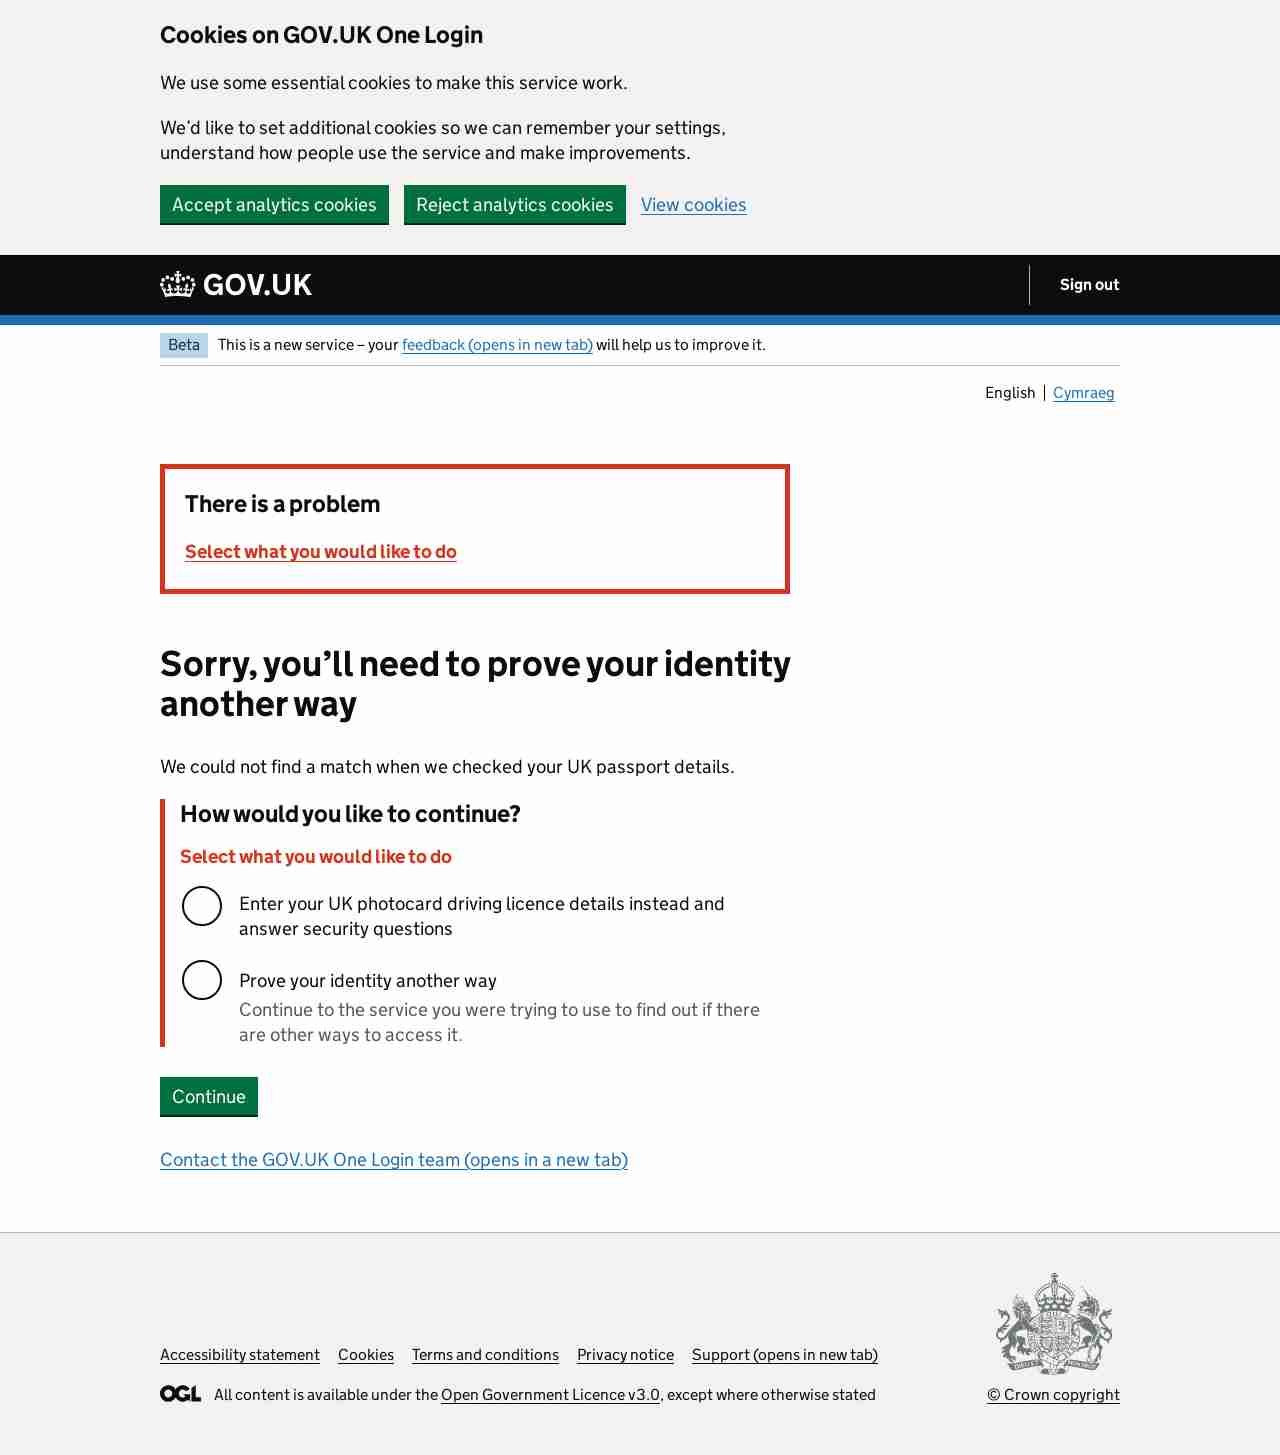 Cookies on GOV.UK One Login
We use some essential cookies to make this service work.
We’d like to set additional cookies so we can remember your settings,
understand how people use the service and make improvements.
Accept analytics cookies Reject analytics cookies View cookies
GOV.UK Sign out
Beta This is a new service – your feedback (opens in new tab) will help us to improve it.
English Cymraeg
There is a problem
Select what you would like to do
Sorry, you’ll need to prove your identity
another way
We could not find a match when we checked your UK passport details.
How would you like to continue?
Select what you would like to do
Enter your UK photocard driving licence details instead and
answer security questions
Prove your identity another way
Continue to the service you were trying to use to find out if there
are other ways to access it.
Continue
Contact the GOV.UK One Login team (opens in a new tab)
Accessibility statement Cookies Terms and conditions Privacy notice Support (opens in new tab)
OGL All content is available under the Open Government Licence v3.0, except where otherwise stated
© Crown copyright